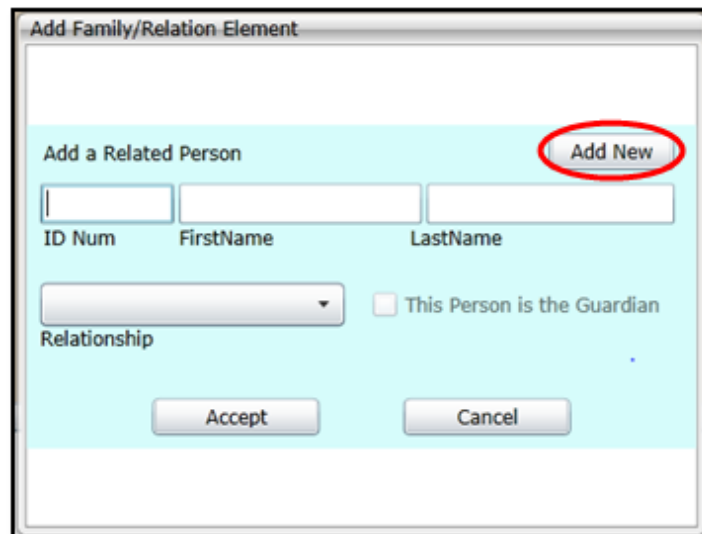 Add Family/Relation Element
Add a Related Person Add New
ID Num FirstName LastName
This Person is the Guardian
Relationship
Accept Cancel